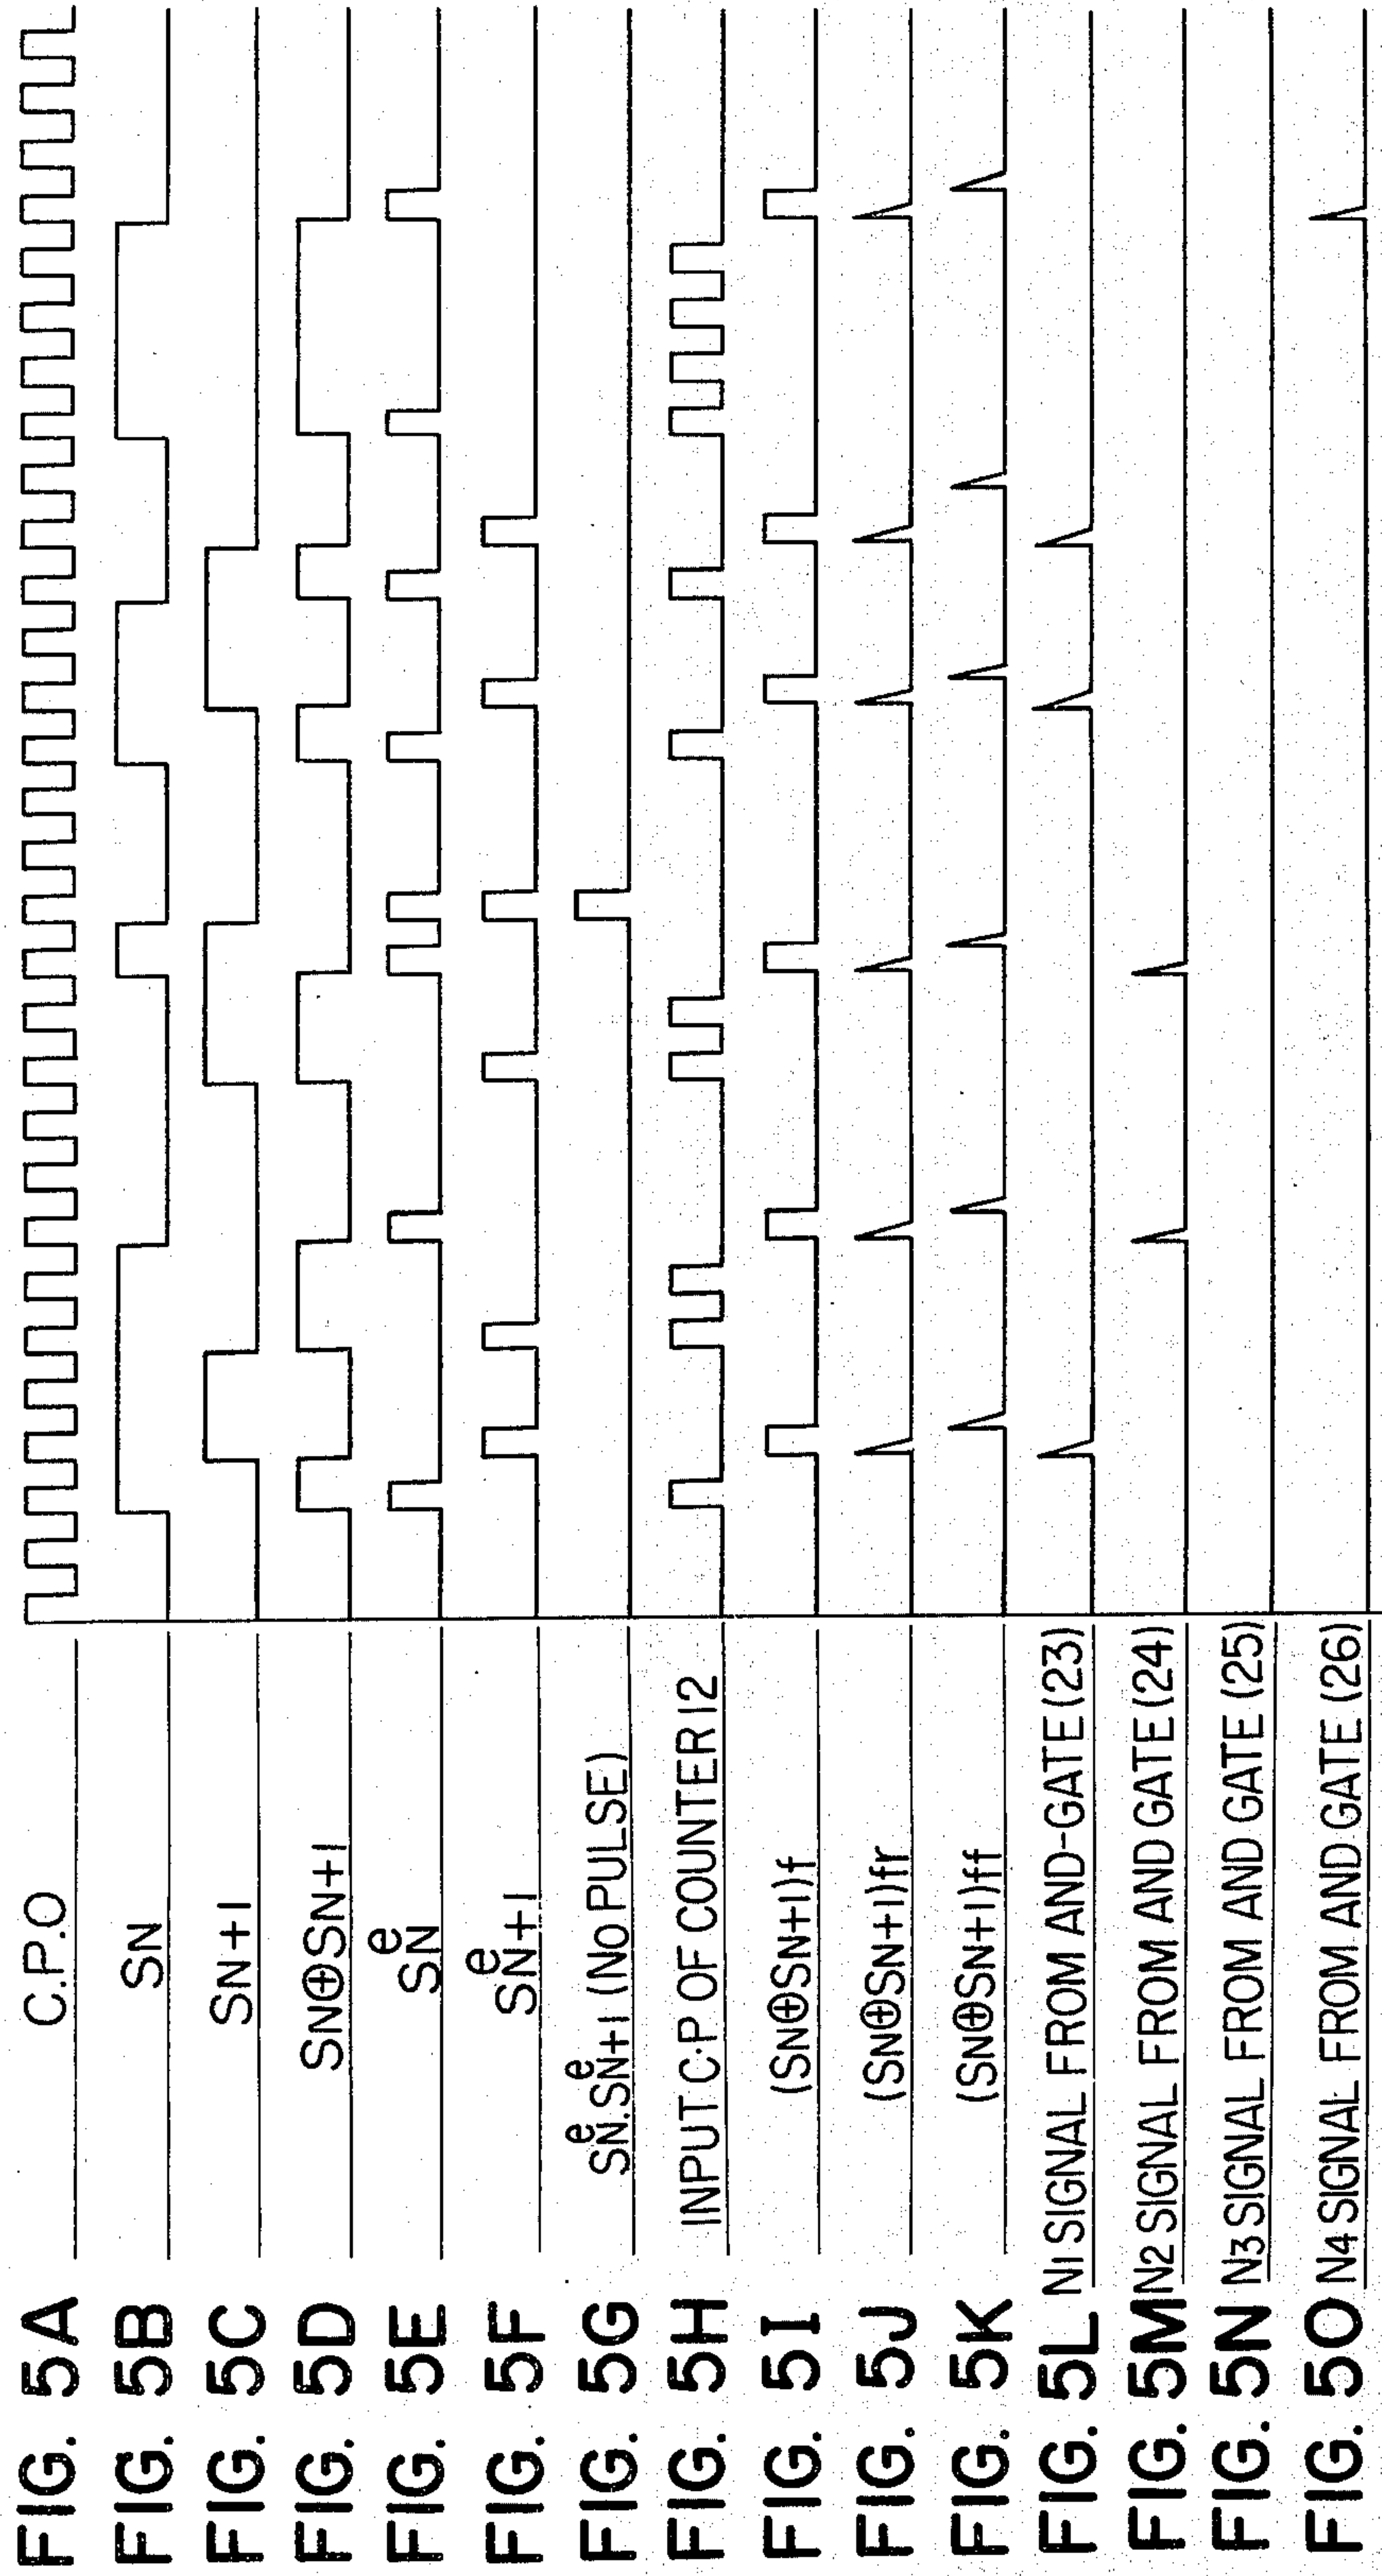 FIG. 5A C.P.O
FIG. 5B SN
FIG. 5C SN+1
FIG. 5D SN⊕SN+1
FIG. 5E SN^e
FIG. 5F SN+1^e
FIG. 5G SN^e.SN+1^e (NO PULSE)
FIG. 5H INPUT C·P OF COUNTER 12
FIG. 5I (SN⊕SN+1)f
FIG. 5J (SN⊕SN+1)fr
FIG. 5K (SN⊕SN+1)ff
FIG. 5L N1 SIGNAL FROM AND-GATE (23)
FIG. 5M N2 SIGNAL FROM AND GATE (24)
FIG. 5N N3 SIGNAL FROM AND GATE (25)
FIG. 5O N4 SIGNAL FROM AND GATE (26)